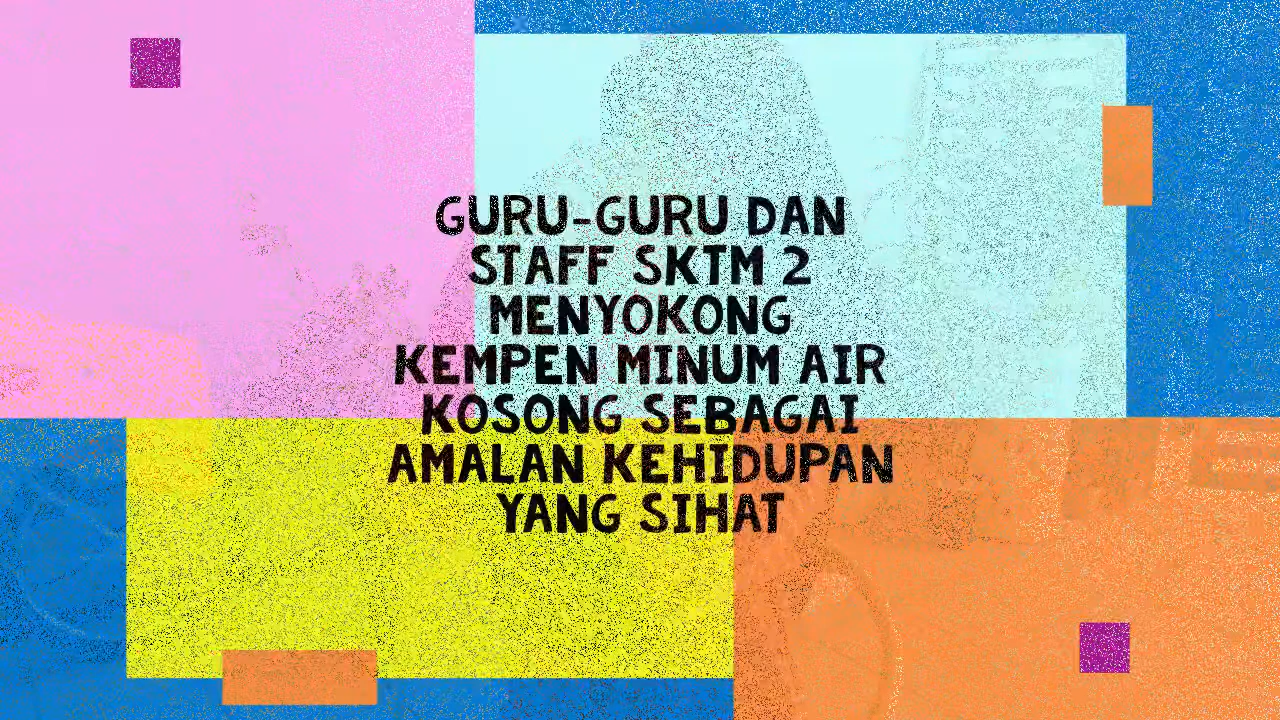 GURU-GURU DAN
STAFF SKTM 2
MENYOKONG
KEMPEN MINUM AIR
KOSONG SEBAGAI
AMALAN KEHIDUPAN
YANG SIHAT